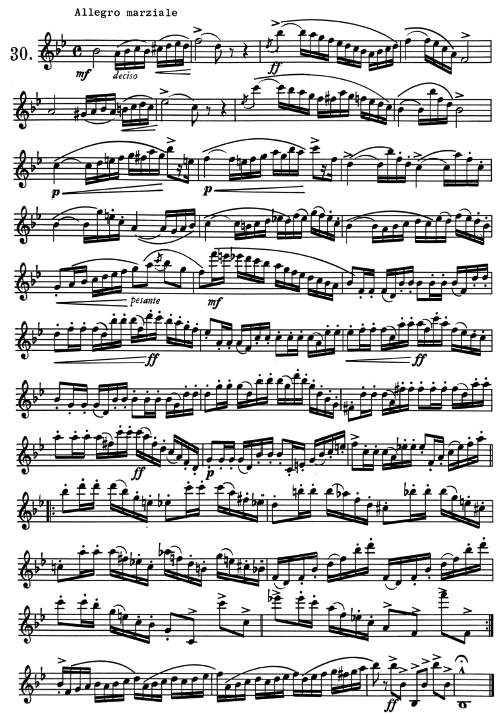 Allegro marziale
30.
mf deciso
ff
p p
pesante
mf
ff ff
ff p
ff